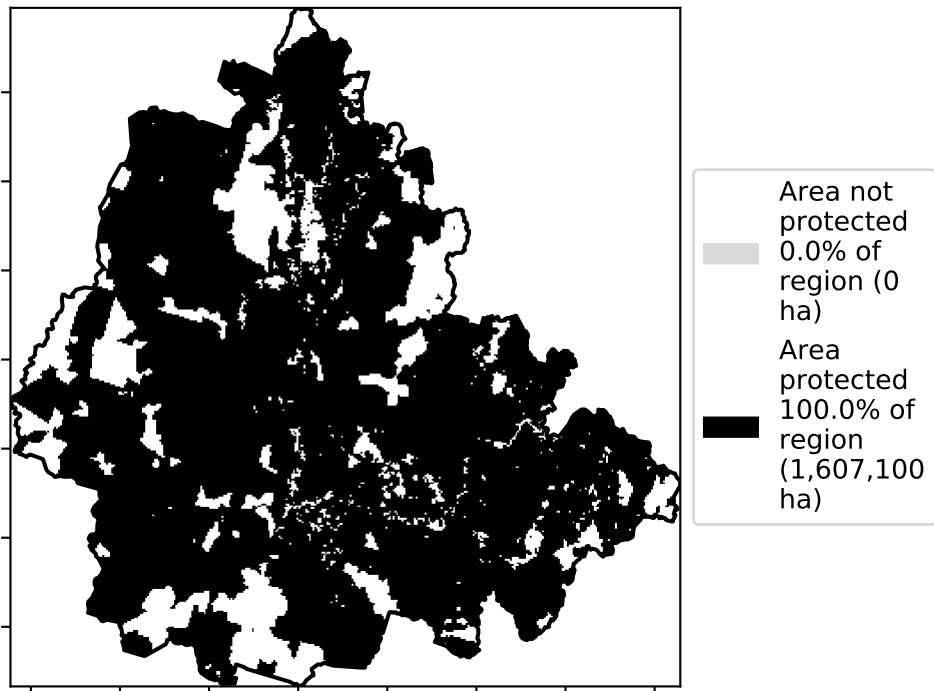 Area not
protected
0.0% of
region (0
ha)
Area
protected
100.0% of
region
(1,607,100
ha)